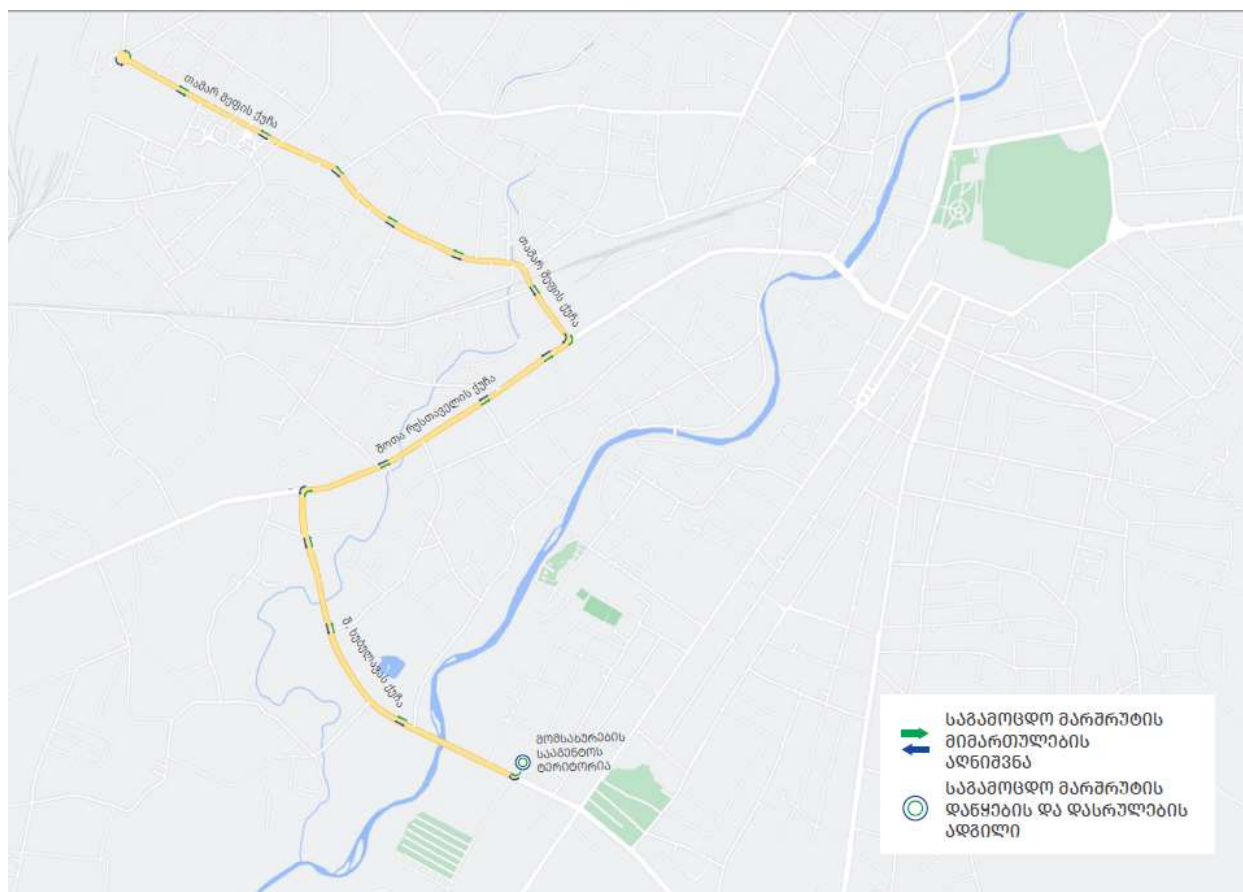 თამარ მეფის ქუჩა
თამარ მეფის ქუჩა
შოთა რუსთაველის ქუჩა
შ. ხუბულავას ქუჩა
მომსახურების
სააგენტოს
ტერიტორია
საგამოცდო მარშრუტის
მიმართულების
აღნიშვნა
საგამოცდო მარშრუტის
დაწყების და დასრულების
ადგილი